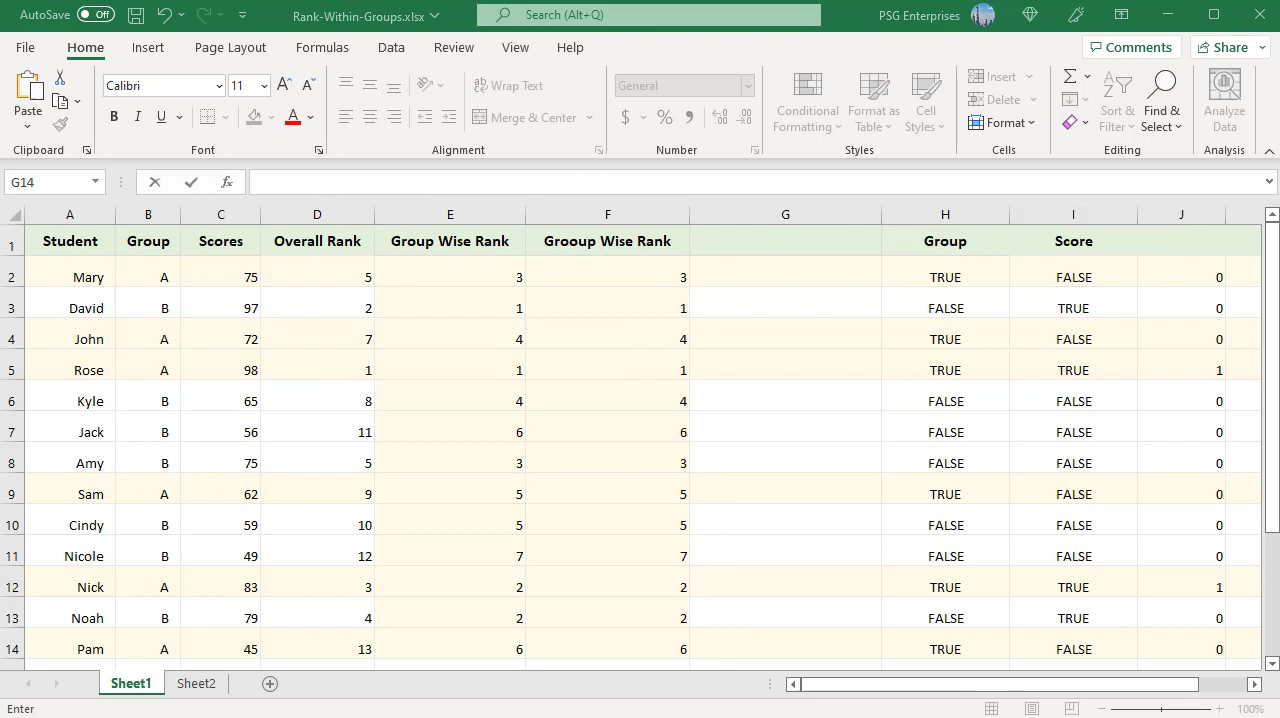 AutoSave Off Rank-Within-Groups.xlsx Search (Alt+Q) PSG Enterprises
File Home Insert Page Layout Formulas Data Review View Help Comments Share
Paste Calibri 11 B I U Wrap Text Merge & Center General $ % Conditional Formatting Format as Table Cell Styles Insert Delete Format Sort & Filter Find & Select Analyze Data
Clipboard Font Alignment Number Styles Cells Editing Analysis
G14 fx
A B C D E F G H I J
1 Student Group Scores Overall Rank Group Wise Rank Grooup Wise Rank Group Score
2 Mary A 75 5 3 3 TRUE FALSE 0
3 David B 97 2 1 1 FALSE TRUE 0
4 John A 72 7 4 4 TRUE FALSE 0
5 Rose A 98 1 1 1 TRUE TRUE 1
6 Kyle B 65 8 4 4 FALSE FALSE 0
7 Jack B 56 11 6 6 FALSE FALSE 0
8 Amy B 75 5 3 3 FALSE FALSE 0
9 Sam A 62 9 5 5 TRUE FALSE 0
10 Cindy B 59 10 5 5 FALSE FALSE 0
11 Nicole B 49 12 7 7 FALSE FALSE 0
12 Nick A 83 3 2 2 TRUE TRUE 1
13 Noah B 79 4 2 2 FALSE TRUE 0
14 Pam A 45 13 6 6 TRUE FALSE 0
Sheet1 Sheet2
Enter 100%